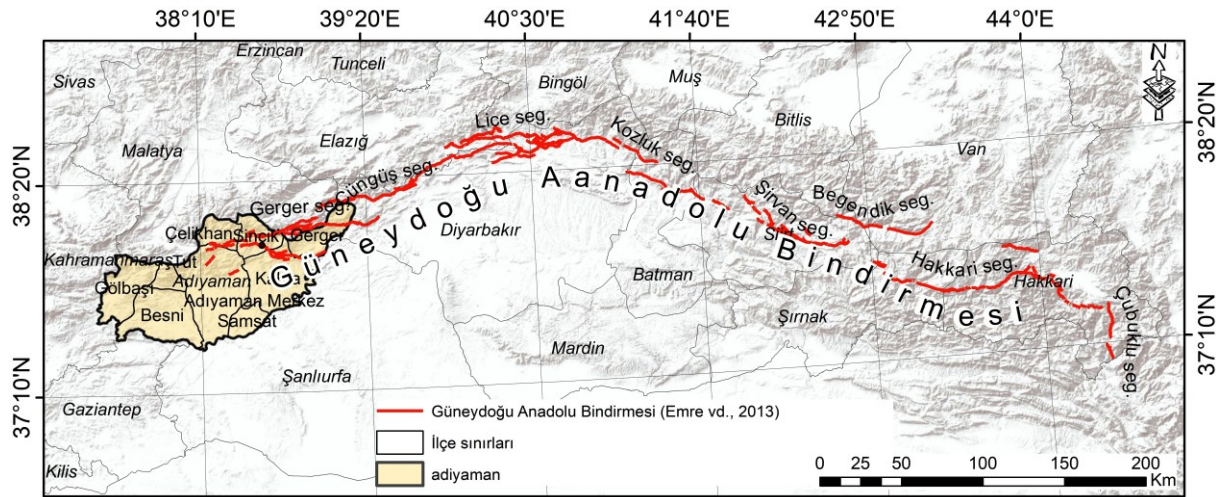 38°10'E 39°20'E 40°30'E 41°40'E 42°50'E 44°0'E
N
Erzincan
Tunceli
Sivas
Bingöl
Muş
38°20'N
Bitlis
Liçe seg.
Kozluk seg.
Elazığ
Malatya
Van
38°20'N
Cüngüş seg.
Gerger seg.
Şirvan seg.
Begendik seg.
Güneydoğu Aanadolu Bindirmesi
Çelikhan
Sincik
Gerger
Diyarbakır
Kahramanmaraş
Tut
Hakkari seg.
Hakkari
Gölbaşı
Adıyaman
Batman
Besni
Adıyaman Merkez
Samsat
Şırnak
Çubuklu seg.
37°10'N
Mardin
Şanlıurfa
37°10'N
Gaziantep
Güneydoğu Anadolu Bindirmesi (Emre vd., 2013)
İlçe sınırları
adiyaman
Kilis
0 25 50 100 150 200
Km